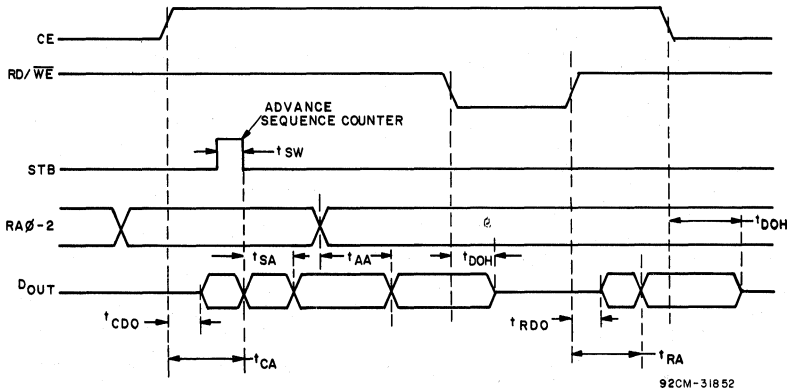 CE
RD/WE
ADVANCE
SEQUENCE COUNTER
tSW
STB
RAØ-2
tSA
tAA
tDOH
tDOH
DOUT
tCDO
tRDO
tCA
tRA
92CM-31852